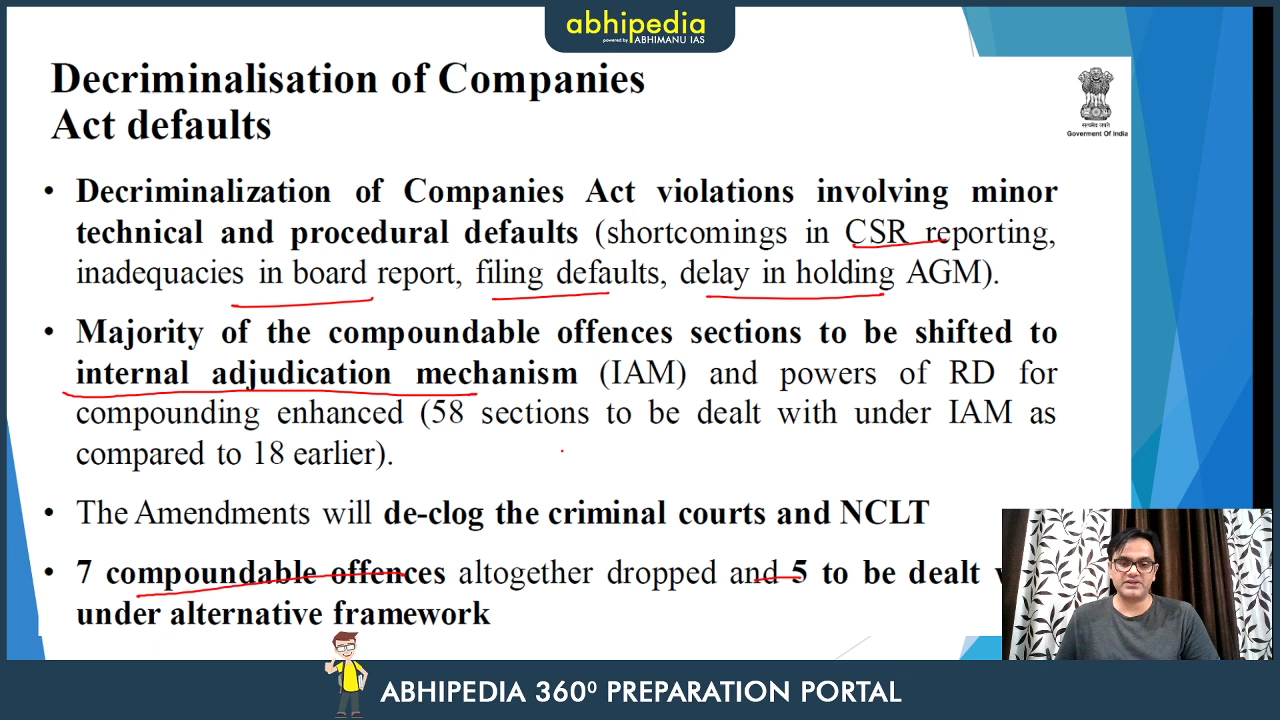 abhipedia
powered by ABHIMANU IAS
Decriminalisation of Companies
Act defaults
सत्यमेव जयते
Goverment Of India
• Decriminalization of Companies Act violations involving minor
technical and procedural defaults (shortcomings in CSR reporting,
inadequacies in board report, filing defaults, delay in holding AGM).
• Majority of the compoundable offences sections to be shifted to
internal adjudication mechanism (IAM) and powers of RD for
compounding enhanced (58 sections to be dealt with under IAM as
compared to 18 earlier).
• The Amendments will de-clog the criminal courts and NCLT
• 7 compoundable offences altogether dropped and 5 to be dealt
under alternative framework
ABHIPEDIA 360⁰ PREPARATION PORTAL